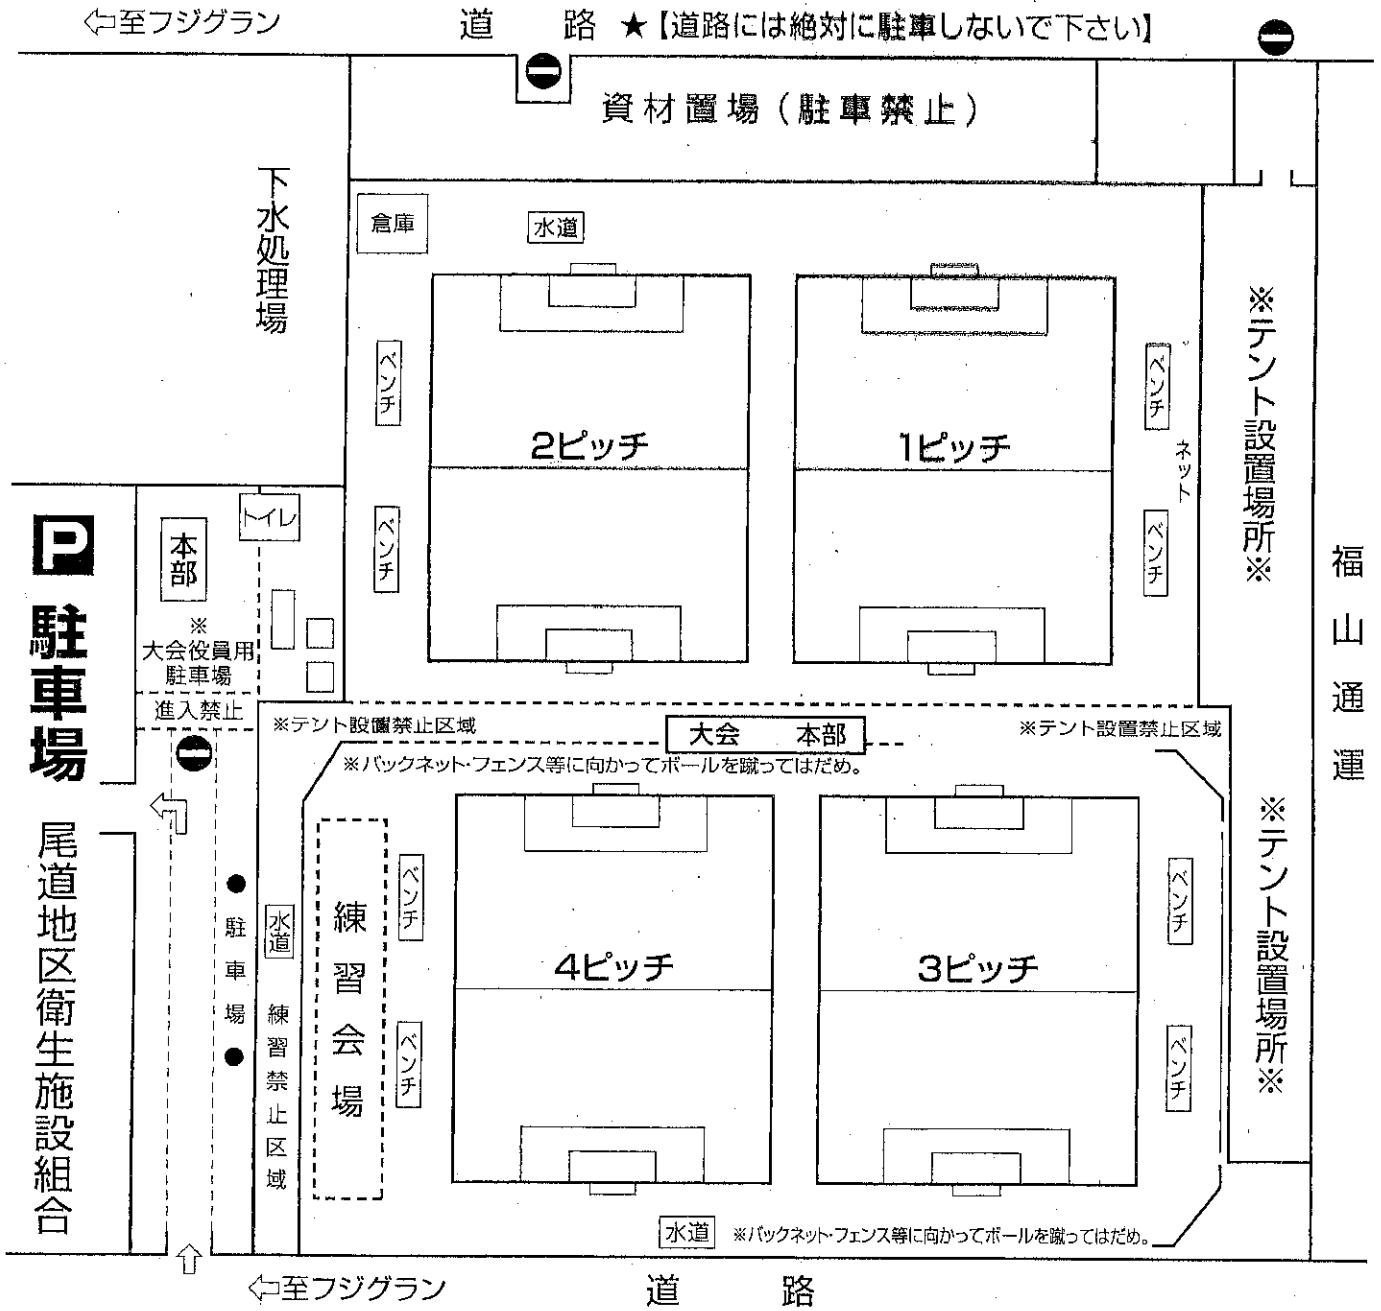 ⇦至フジグラン
道 路 ★【道路には絶対に駐車しないで下さい】
資材置場（駐車禁止）
下水処理場
倉庫
水道
ベンチ
ベンチ
2ピッチ
1ピッチ
ベンチ
ベンチ
ネット
※テント設置場所※
福山通運
P
駐車場
本部
トイレ
※
大会役員用
駐車場
進入禁止
※テント設置禁止区域
大会 本部
※テント設置禁止区域
※バックネット・フェンス等に向かってボールを蹴ってはだめ。
尾道地区衛生施設組合
●駐車場●
水道
練習禁止区域
練習会場
ベンチ
ベンチ
4ピッチ
3ピッチ
ベンチ
ベンチ
※テント設置場所※
水道
※バックネット・フェンス等に向かってボールを蹴ってはだめ。
⇦至フジグラン
道 路